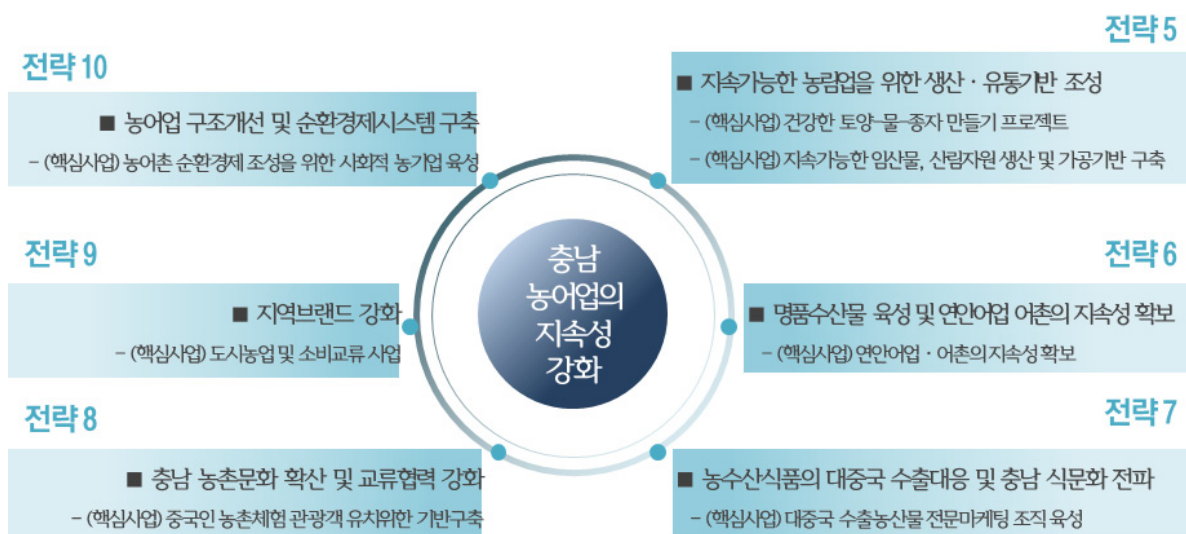 전략 5
■ 지속가능한 농림업을 위한 생산 · 유통기반 조성
- (핵심사업) 건강한 토양-물-종자 만들기 프로젝트
- (핵심사업) 지속가능한 임산물, 산림자원 생산 및 가공기반 구축
전략 6
■ 명품수산물 육성 및 연안어업 어촌의 지속성 확보
- (핵심사업) 연안어업 · 어촌의 지속성 확보
전략 7
■ 농수산식품의 대중국 수출대응 및 충남 식문화 전파
- (핵심사업) 대중국 수출농산물 전문마케팅 조직 육성
전략 8
■ 충남 농촌문화 확산 및 교류협력 강화
- (핵심사업) 중국인 농촌체험 관광객 유치위한 기반구축
전략 9
■ 지역브랜드 강화
- (핵심사업) 도시농업 및 소비교류 사업
전략 10
■ 농어업 구조개선 및 순환경제시스템 구축
- (핵심사업) 농어촌 순환경제 조성을 위한 사회적 농기업 육성
충남
농어업의
지속성
강화